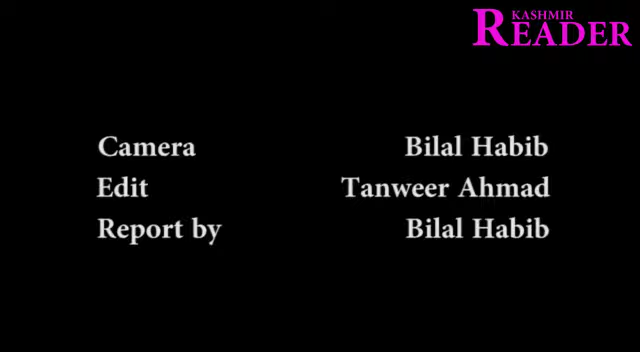 KASHMIR
READER
Camera Bilal Habib
Edit Tanweer Ahmad
Report by Bilal Habib